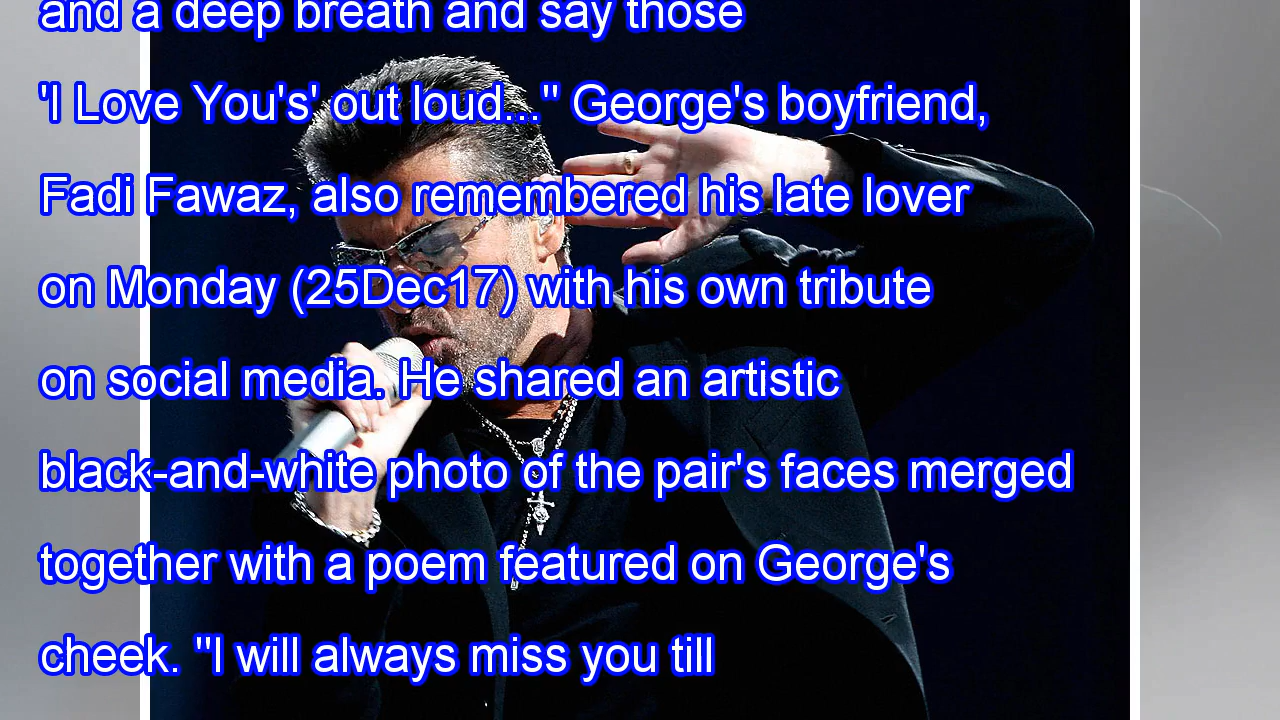 and a deep breath and say those
'I Love You's' out loud..." George's boyfriend,
Fadi Fawaz, also remembered his late lover
on Monday (25Dec17) with his own tribute
on social media. He shared an artistic
black-and-white photo of the pair's faces merged
together with a poem featured on George's
cheek. "I will always miss you till